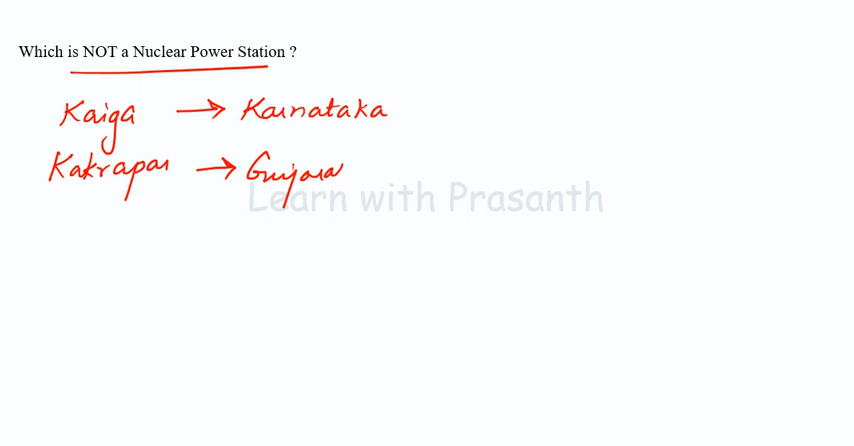 Which is NOT a Nuclear Power Station ?
Kaiga → Karnataka
Kakrapar → Gujara
Learn with Prasanth